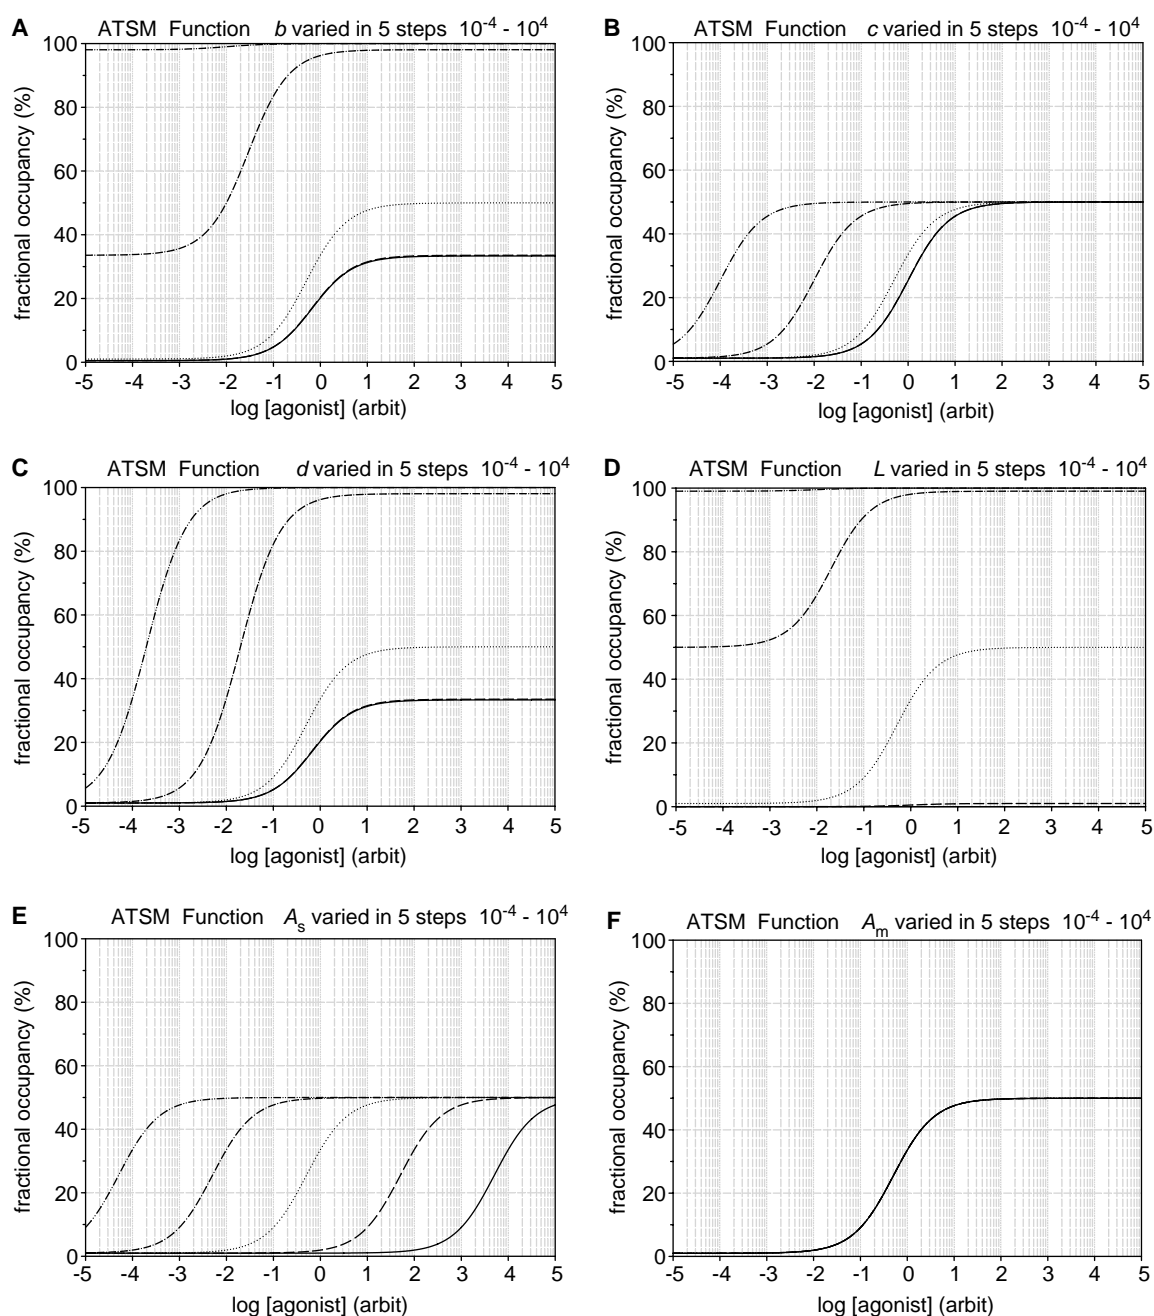 A ATSM Function b varied in 5 steps 10⁻⁴ - 10⁴
100
80
60
40
20
0
fractional occupancy (%)
-5 -4 -3 -2 -1 0 1 2 3 4 5
log [agonist] (arbit)
B ATSM Function c varied in 5 steps 10⁻⁴ - 10⁴
100
80
60
40
20
0
fractional occupancy (%)
-5 -4 -3 -2 -1 0 1 2 3 4 5
log [agonist] (arbit)
C ATSM Function d varied in 5 steps 10⁻⁴ - 10⁴
100
80
60
40
20
0
fractional occupancy (%)
-5 -4 -3 -2 -1 0 1 2 3 4 5
log [agonist] (arbit)
D ATSM Function L varied in 5 steps 10⁻⁴ - 10⁴
100
80
60
40
20
0
fractional occupancy (%)
-5 -4 -3 -2 -1 0 1 2 3 4 5
log [agonist] (arbit)
E ATSM Function Aₛ varied in 5 steps 10⁻⁴ - 10⁴
100
80
60
40
20
0
fractional occupancy (%)
-5 -4 -3 -2 -1 0 1 2 3 4 5
log [agonist] (arbit)
F ATSM Function Aₘ varied in 5 steps 10⁻⁴ - 10⁴
100
80
60
40
20
0
fractional occupancy (%)
-5 -4 -3 -2 -1 0 1 2 3 4 5
log [agonist] (arbit)